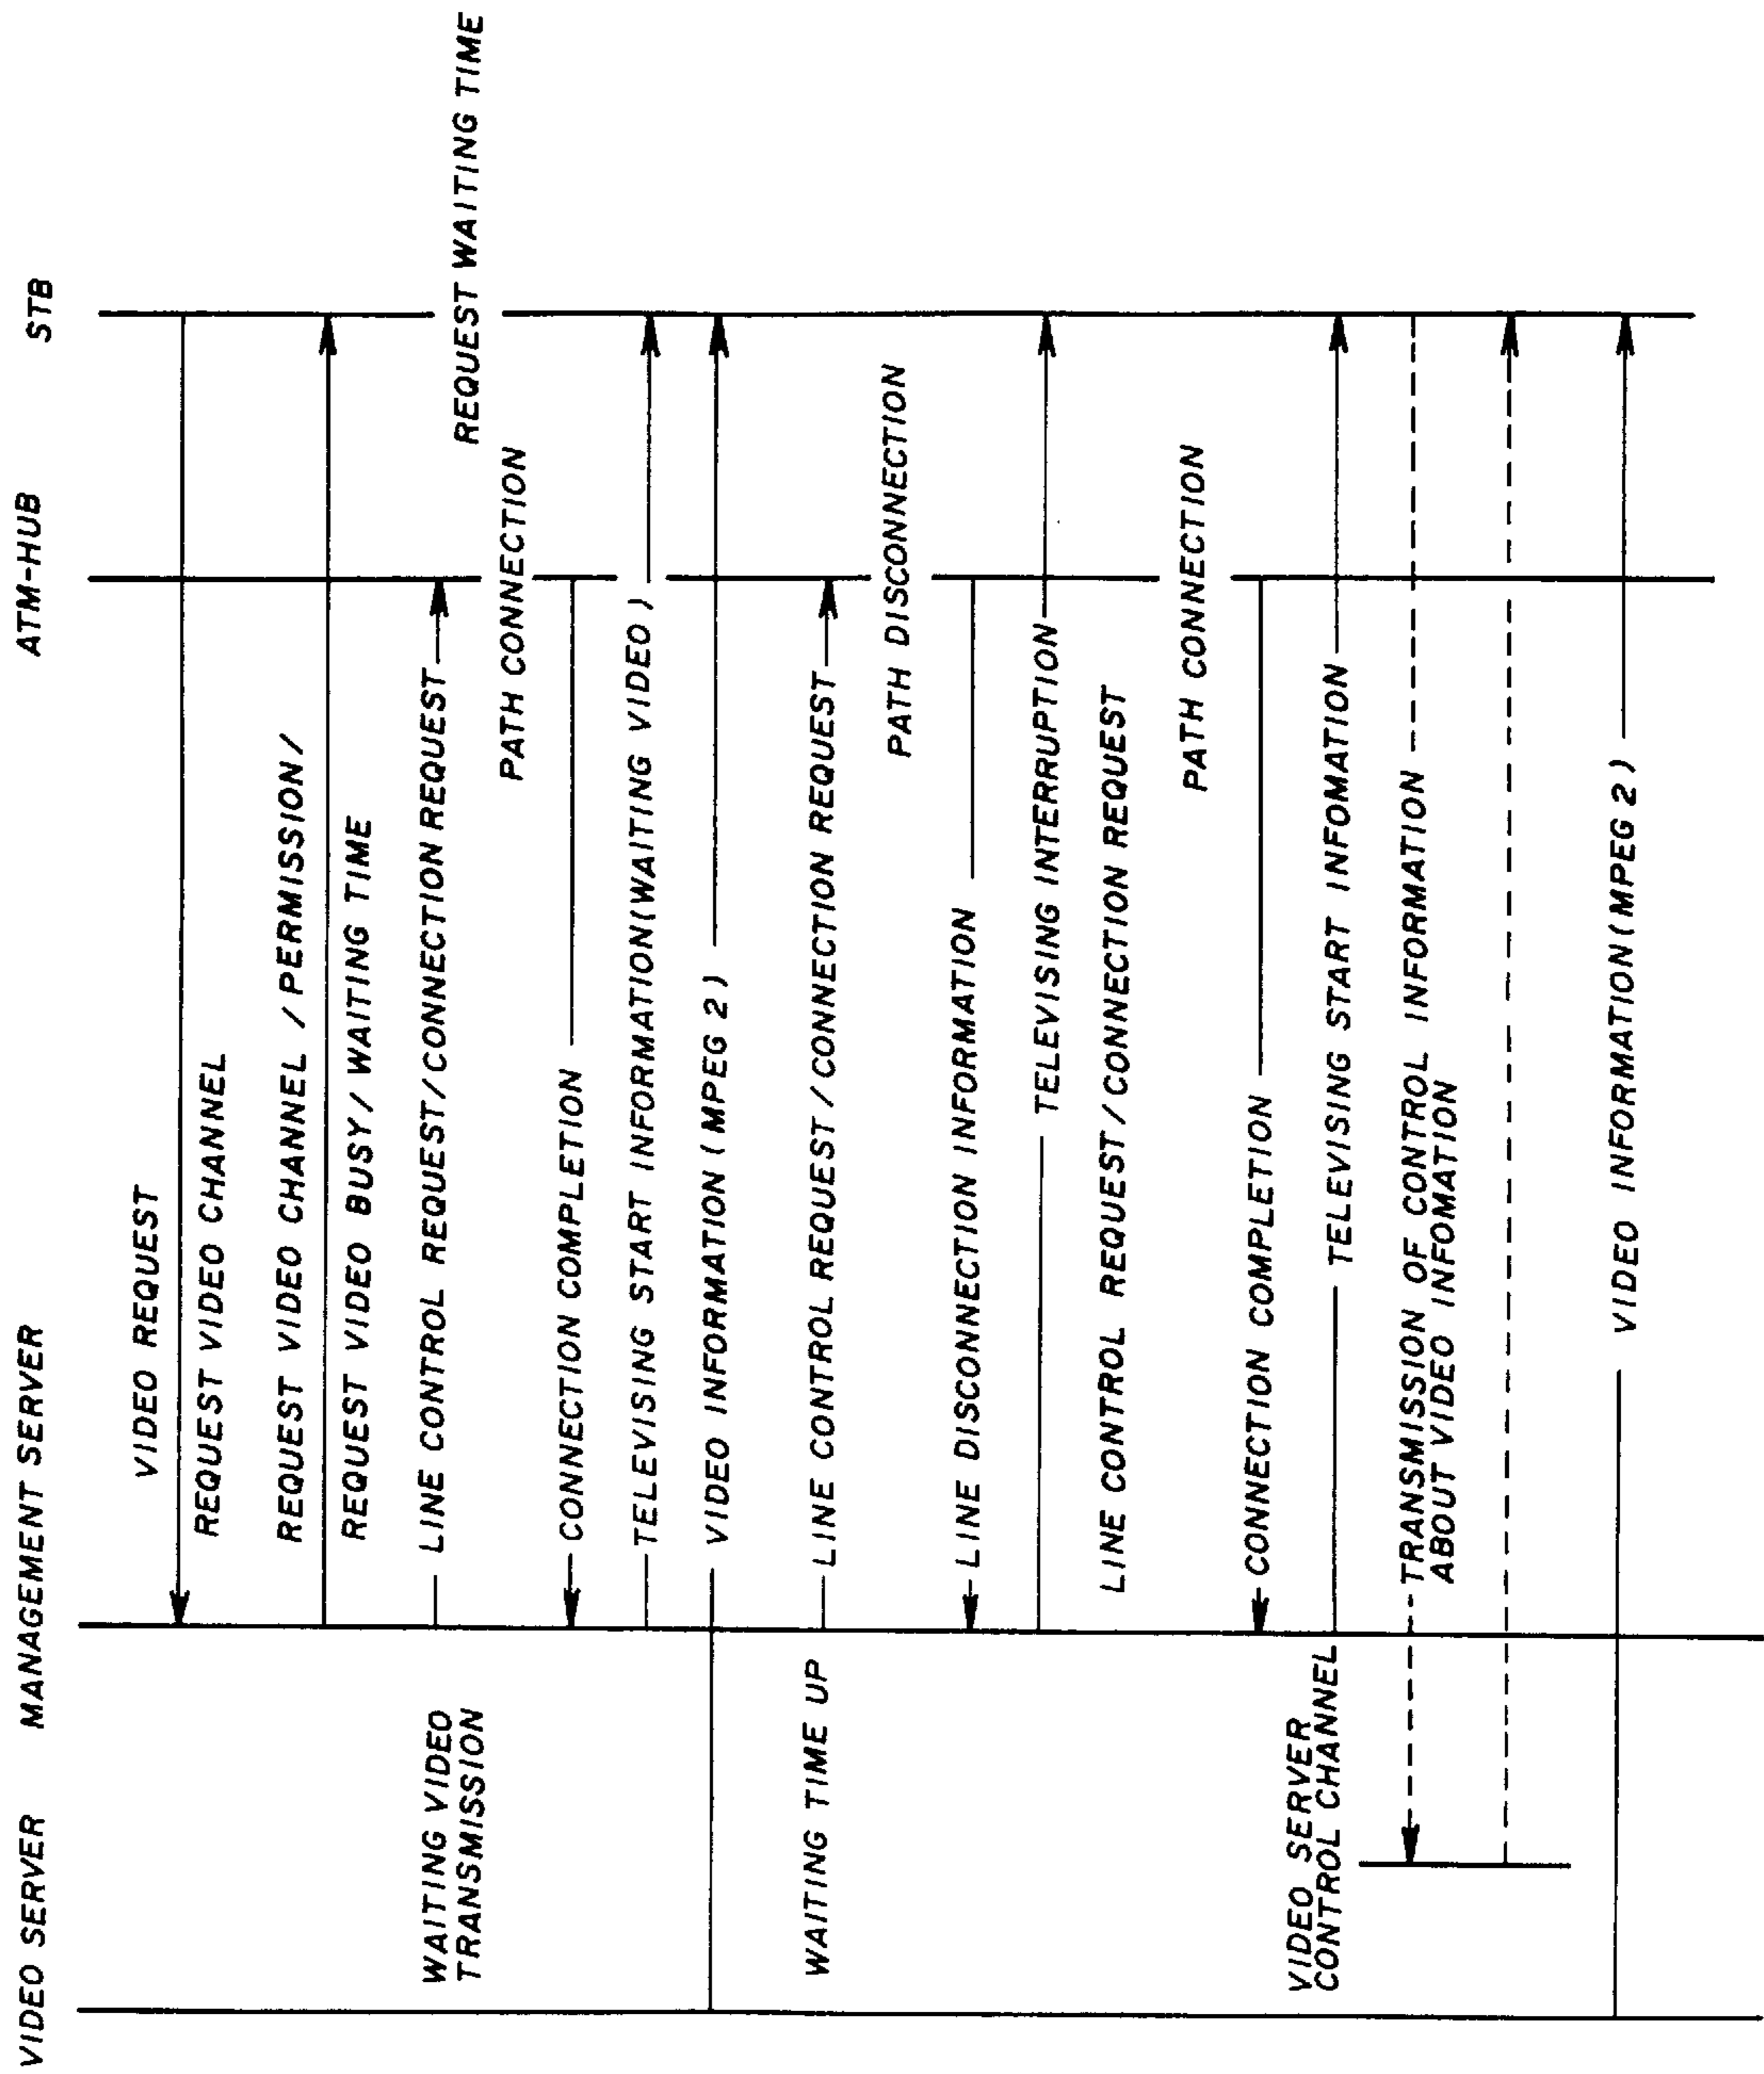 VIDEO SERVER
MANAGEMENT SERVER
ATM-HUB
STB
VIDEO REQUEST
REQUEST VIDEO CHANNEL
REQUEST VIDEO CHANNEL /PERMISSION/
REQUEST VIDEO BUSY/WAITING TIME
WAITING VIDEO
TRANSMISSION
LINE CONTROL REQUEST/CONNECTION REQUEST
REQUEST WAITING TIME
PATH CONNECTION
CONNECTION COMPLETION
TELEVISING START INFORMATION(WAITING VIDEO)
VIDEO INFORMATION (MPEG 2)
WAITING TIME UP
LINE CONTROL REQUEST/CONNECTION REQUEST
PATH DISCONNECTION
LINE DISCONNECTION INFORMATION
TELEVISING INTERRUPTION
LINE CONTROL REQUEST/CONNECTION REQUEST
PATH CONNECTION
CONNECTION COMPLETION
VIDEO SERVER
CONTROL CHANNEL
TELEVISING START INFOMATION
TRANSMISSION OF CONTROL INFORMATION
ABOUT VIDEO INFOMATION
VIDEO INFORMATION(MPEG 2)